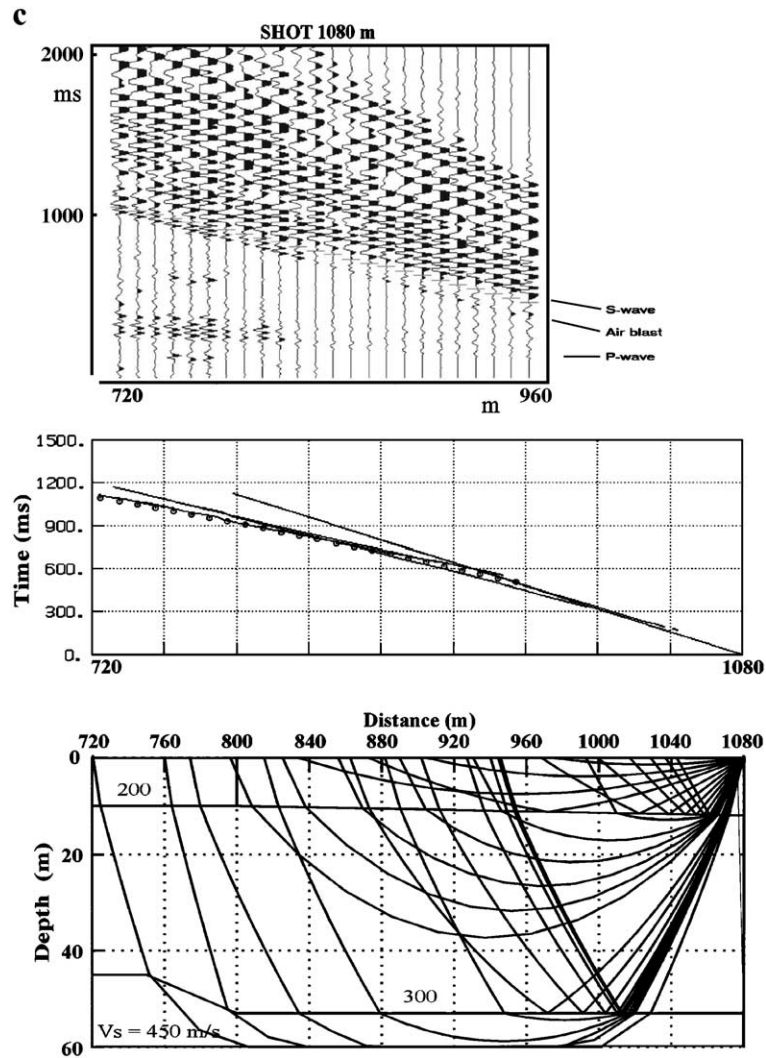 c
SHOT 1080 m
2000
ms
1000
S-wave
Air blast
P-wave
720 m 960
1500.
1200.
900.
600.
300.
0.
Time (ms)
720 1080
Distance (m)
720 760 800 840 880 920 960 1000 1040 1080
0
20
40
60
Depth (m)
200
300
Vs = 450 m/s